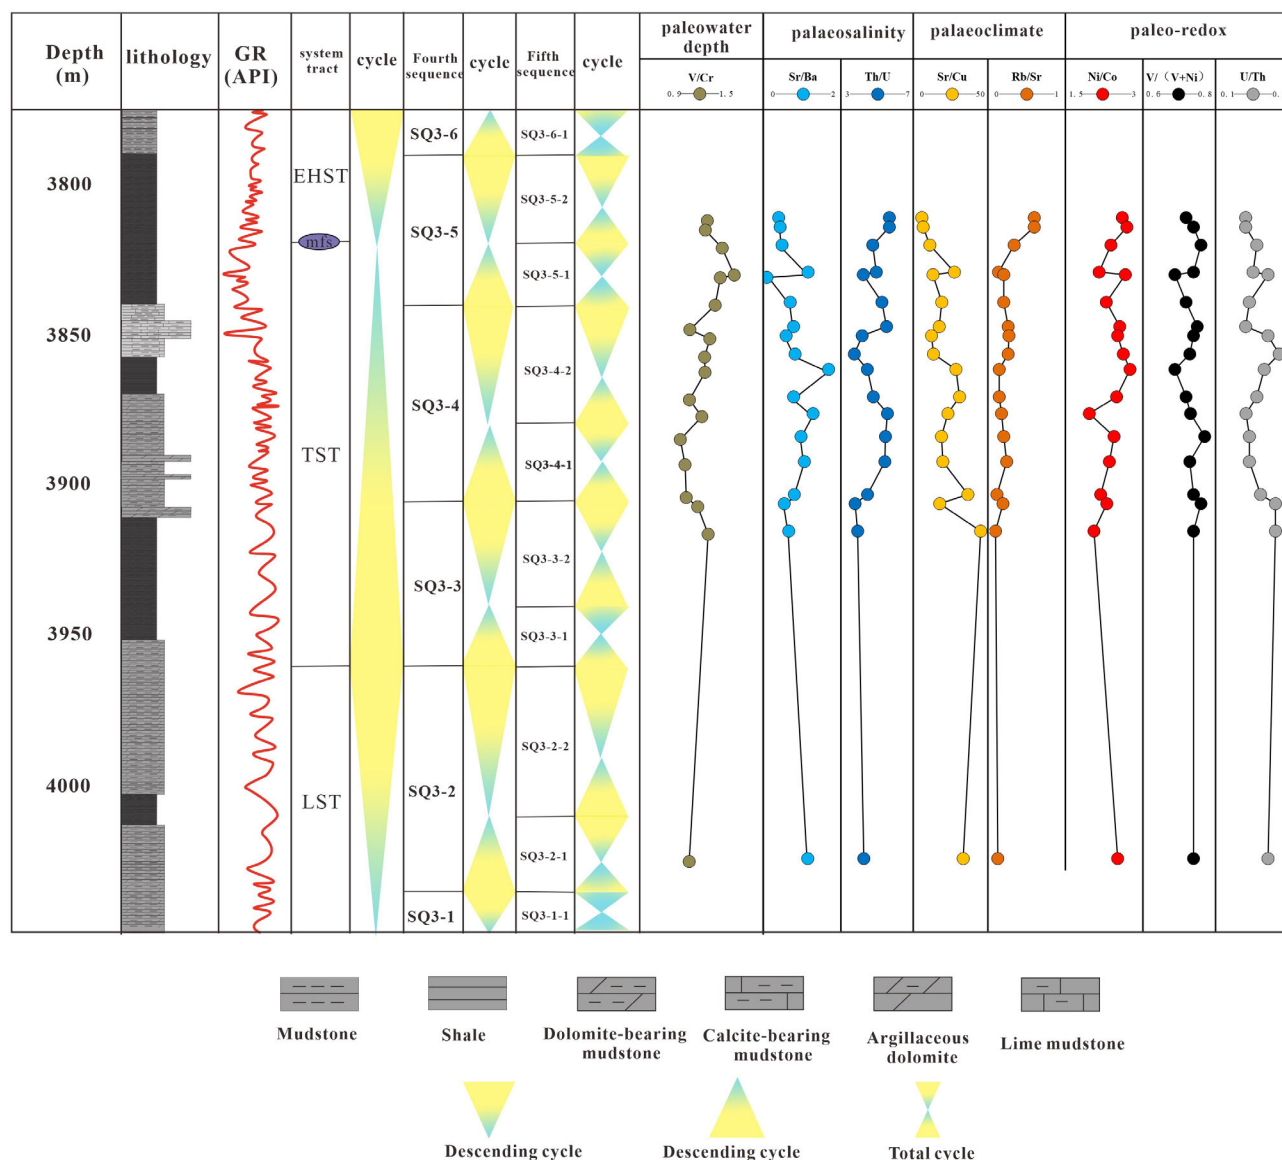 Depth
(m)
lithology
GR
(API)
system
tract
cycle
Fourth
sequence
cycle
Fifth
sequence
cycle
paleowater
depth
palaeosalinity
palaeoclimate
paleo-redox
V/Cr
0.9 1.5
Sr/Ba
0 2
Th/U
3 7
Sr/Cu
0 50
Rb/Sr
0 1
Ni/Co
1.5 3
V/（V+Ni）
0.6 0.8
U/Th
0.1 0.
3800
3850
3900
3950
4000
EHST
mfs
TST
LST
SQ3-6
SQ3-5
SQ3-4
SQ3-3
SQ3-2
SQ3-1
SQ3-6-1
SQ3-5-2
SQ3-5-1
SQ3-4-2
SQ3-4-1
SQ3-3-2
SQ3-3-1
SQ3-2-2
SQ3-2-1
SQ3-1-1
Mudstone
Shale
Dolomite-bearing
mudstone
Calcite-bearing
mudstone
Argillaceous
dolomite
Lime mudstone
Descending cycle
Descending cycle
Total cycle